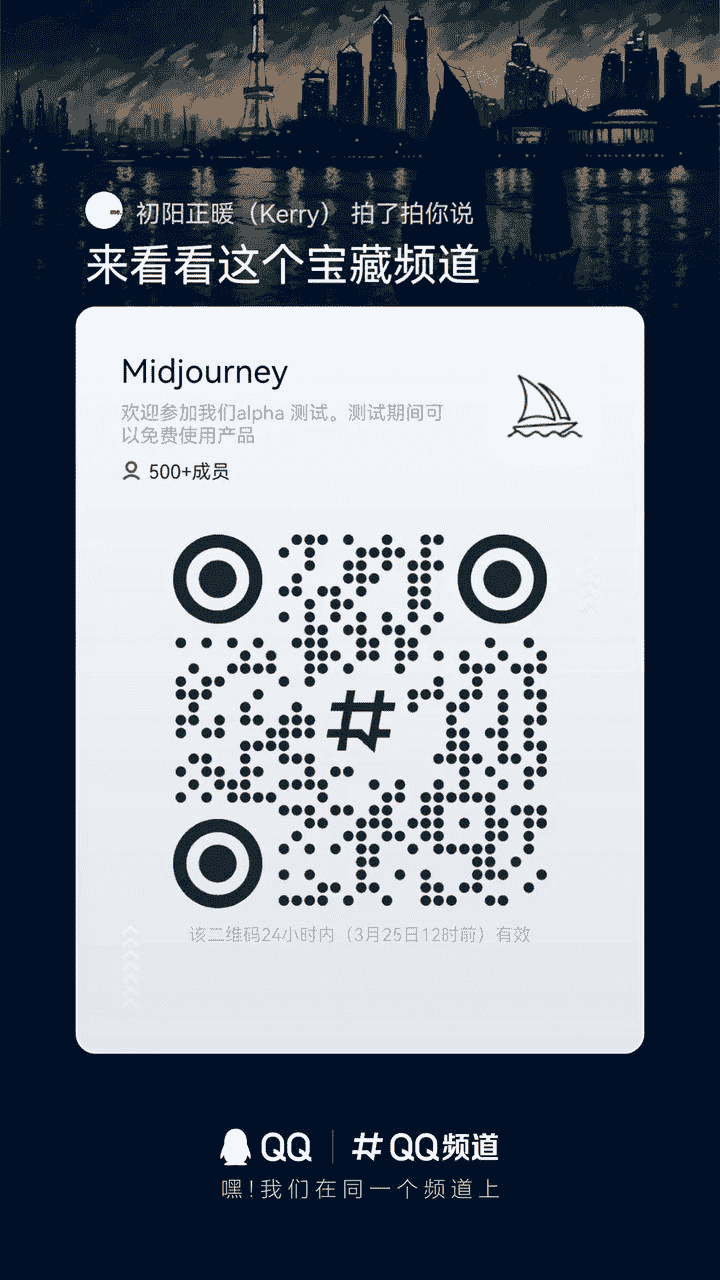 初阳正暖（Kerry） 拍了拍你说
来看看这个宝藏频道
Midjourney
欢迎参加我们alpha 测试。测试期间可
以免费使用产品
500+成员
该二维码24小时内（3月25日12时前）有效
QQ | #QQ频道
嘿!我们在同一个频道上